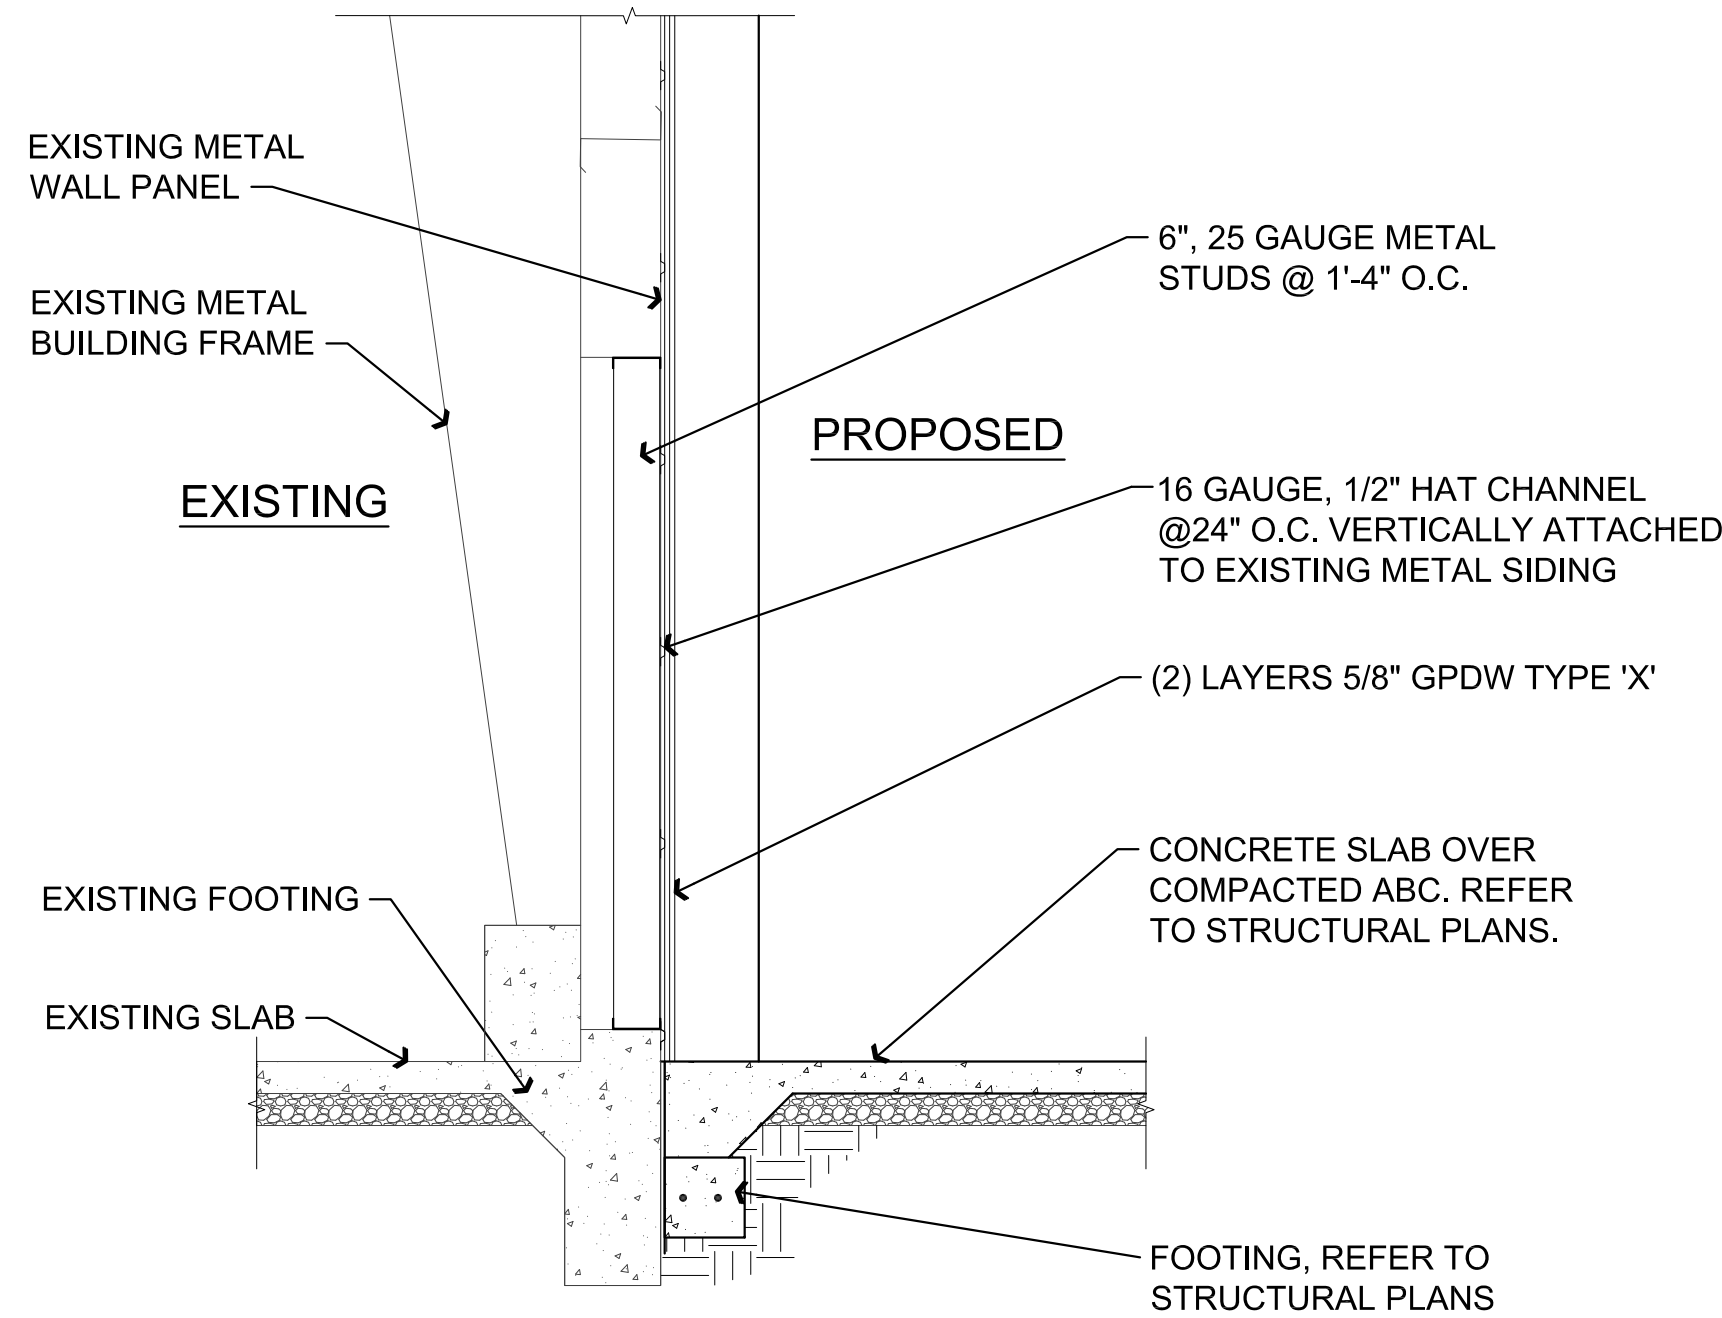 EXISTING METAL
WALL PANEL
EXISTING METAL
BUILDING FRAME
EXISTING
EXISTING FOOTING
EXISTING SLAB
6", 25 GAUGE METAL
STUDS @ 1'-4" O.C.
PROPOSED
16 GAUGE, 1/2" HAT CHANNEL
@24" O.C. VERTICALLY ATTACHED
TO EXISTING METAL SIDING
(2) LAYERS 5/8" GPDW TYPE 'X'
CONCRETE SLAB OVER
COMPACTED ABC. REFER
TO STRUCTURAL PLANS.
FOOTING, REFER TO
STRUCTURAL PLANS